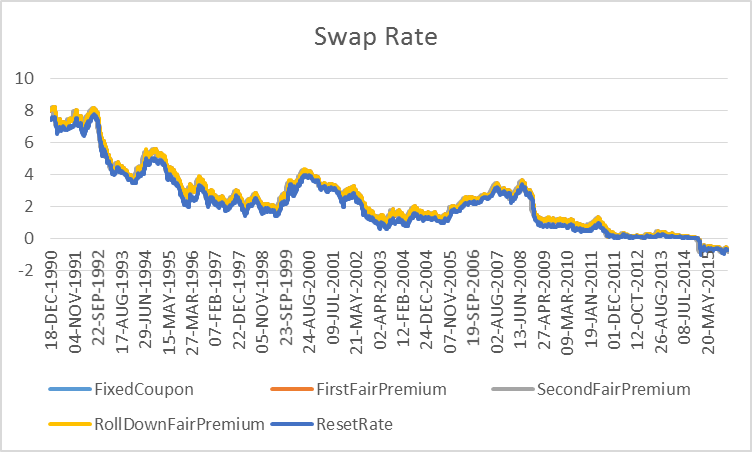 Swap Rate
10
8
6
4
2
0
-2
18-DEC-1990
04-NOV-1991
22-SEP-1992
17-AUG-1993
29-JUN-1994
15-MAY-1995
27-MAR-1996
07-FEB-1997
22-DEC-1997
05-NOV-1998
23-SEP-1999
24-AUG-2000
09-JUL-2001
21-MAY-2002
02-APR-2003
12-FEB-2004
24-DEC-2004
07-NOV-2005
19-SEP-2006
02-AUG-2007
13-JUN-2008
27-APR-2009
09-MAR-2010
19-JAN-2011
01-DEC-2011
12-OCT-2012
26-AUG-2013
08-JUL-2014
20-MAY-2015
FixedCoupon FirstFairPremium SecondFairPremium
RollDownFairPremium ResetRate